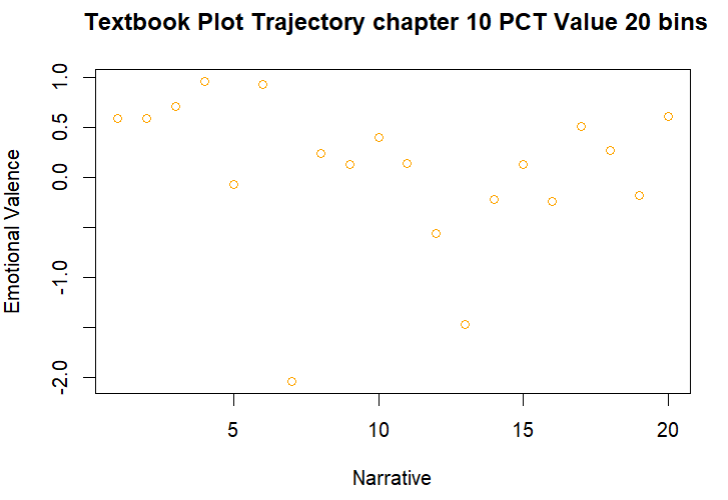 Textbook Plot Trajectory chapter 10 PCT Value 20 bins
Emotional Valence
1.0
0.5
0.0
-1.0
-2.0
5 10 15 20
Narrative